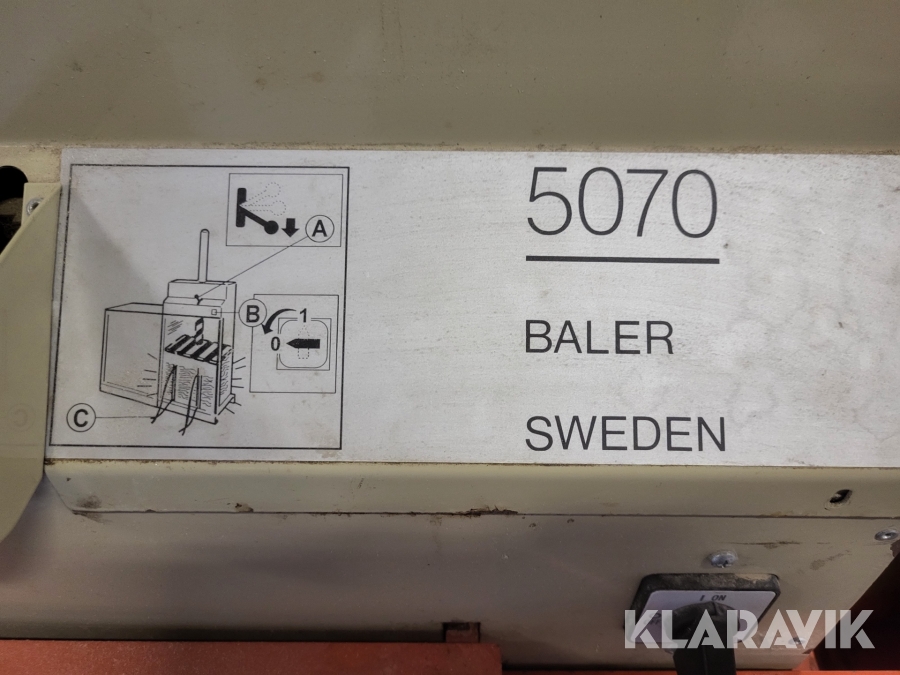 5070
BALER
SWEDEN
A
B
1
0
C
I ON
KLARAVIK